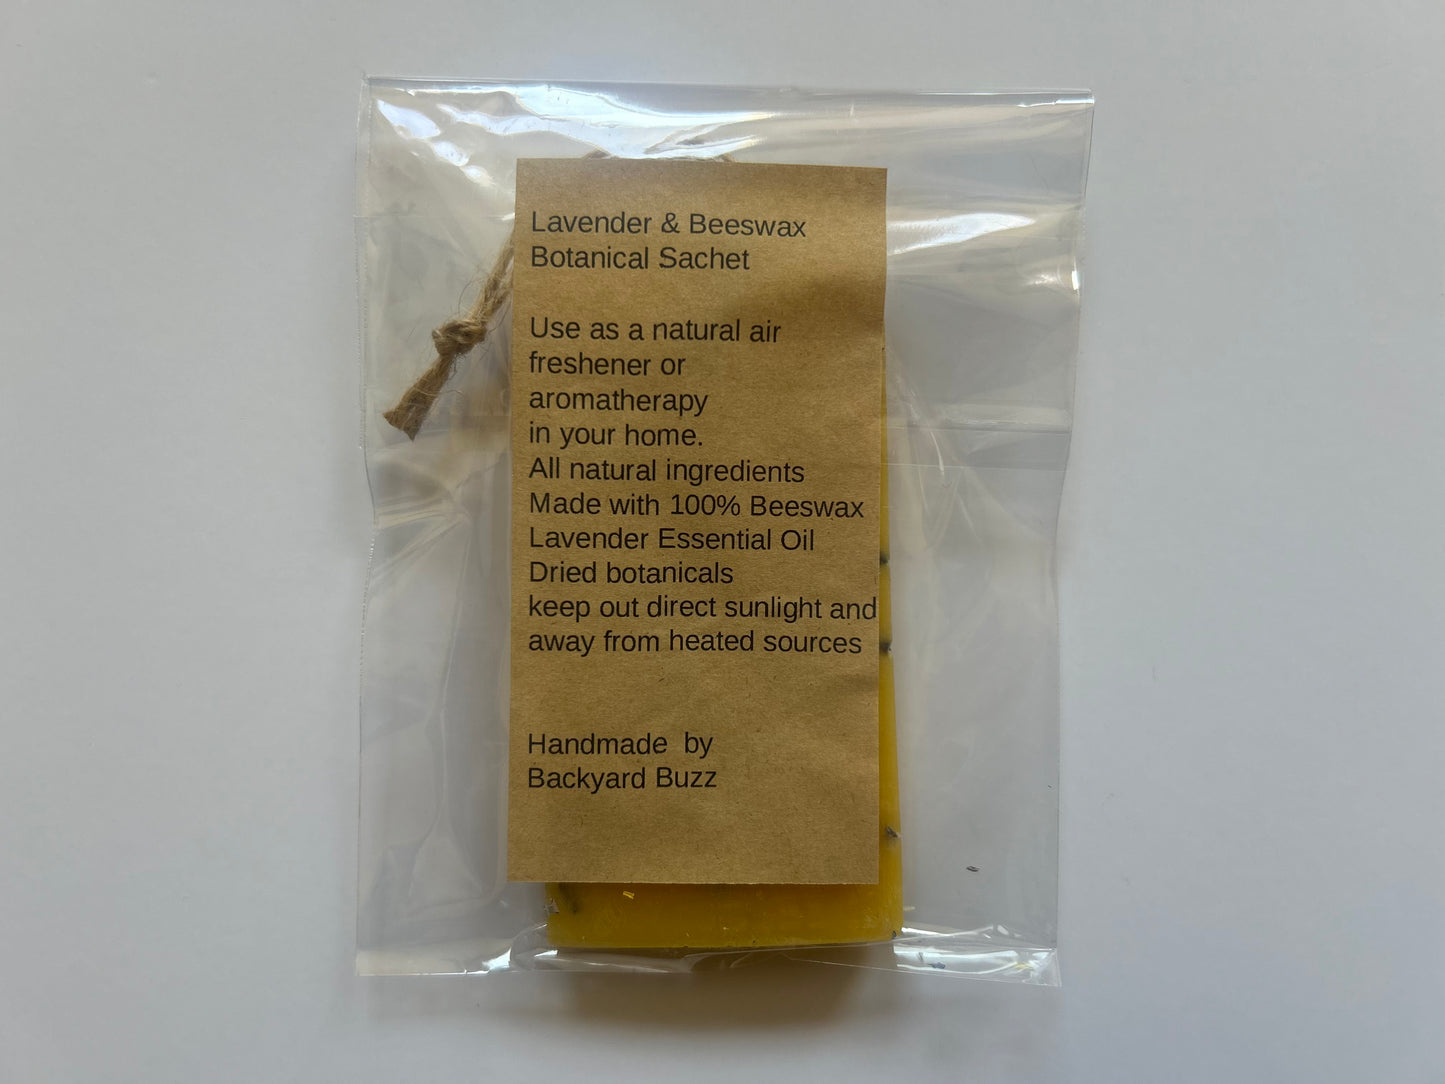 Lavender & Beeswax
Botanical Sachet
Use as a natural air
freshener or
aromatherapy
in your home.
All natural ingredients
Made with 100% Beeswax
Lavender Essential Oil
Dried botanicals
keep out direct sunlight and
away from heated sources
Handmade by
Backyard Buzz